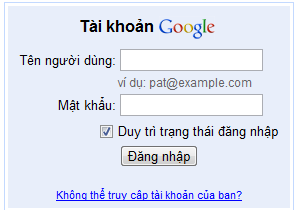 Tài khoản Google
Tên người dùng:
ví dụ: pat@example.com
Mật khẩu:
Duy trì trạng thái đăng nhập
Đăng nhập
Không thể truy cập tài khoản của bạn?